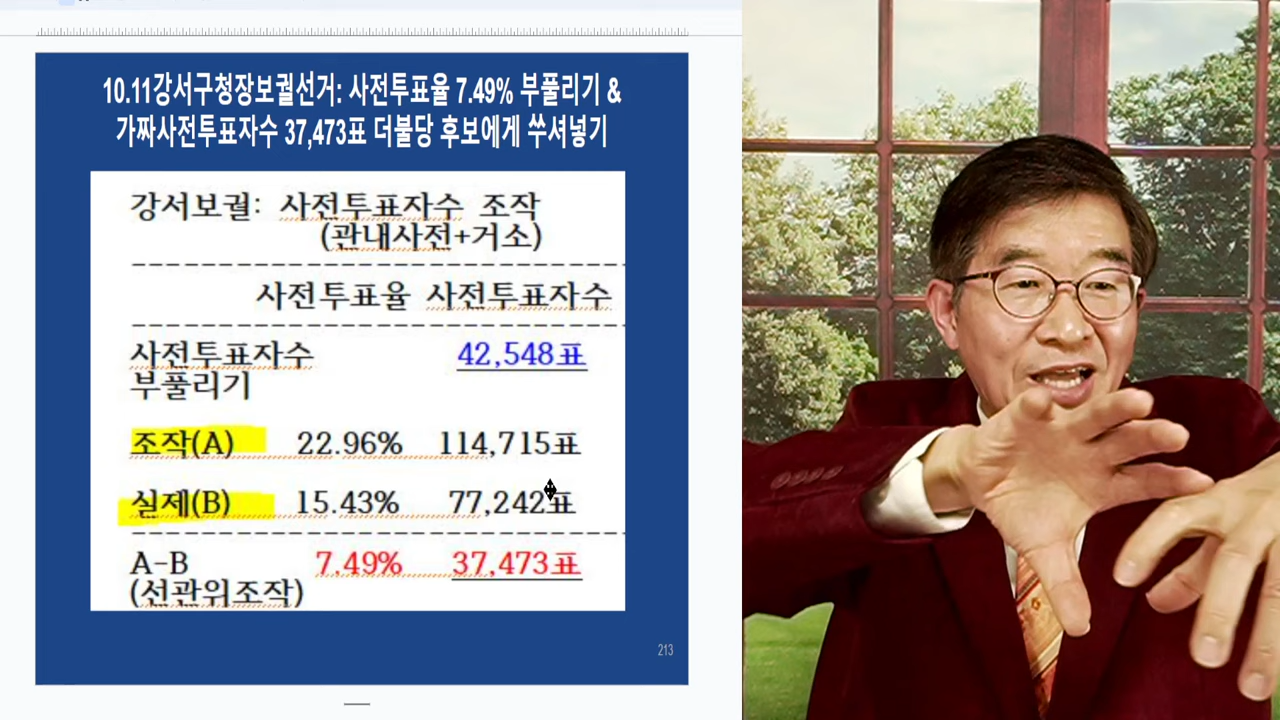 10.11강서구청장보궐선거: 사전투표율 7.49% 부풀리기 &
가짜사전투표자수 37,473표 더불당 후보에게 쑤셔넣기
강서보궐: 사전투표자수 조작
(관내사전+거소)
사전투표율 사전투표자수
사전투표자수 42,548표
부풀리기
조작(A) 22.96% 114,715표
실제(B) 15.43% 77,242표
A-B 7.49% 37,473표
(선관위조작)
213